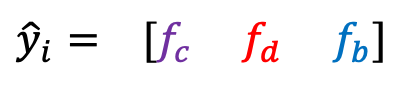 ŷᵢ = [f_c f_d f_b]